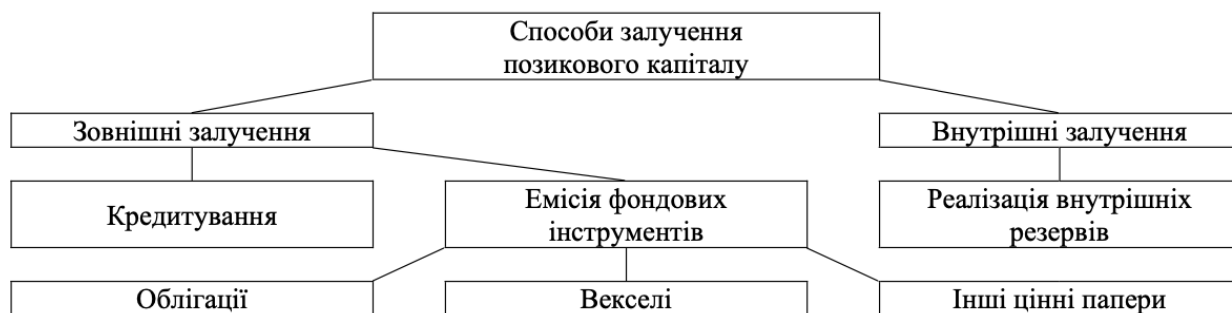 Способи залучення
позикового капіталу
Зовнішні залучення
Внутрішні залучення
Кредитування
Емісія фондових
інструментів
Реалізація внутрішніх
резервів
Облігації
Векселі
Інші цінні папери